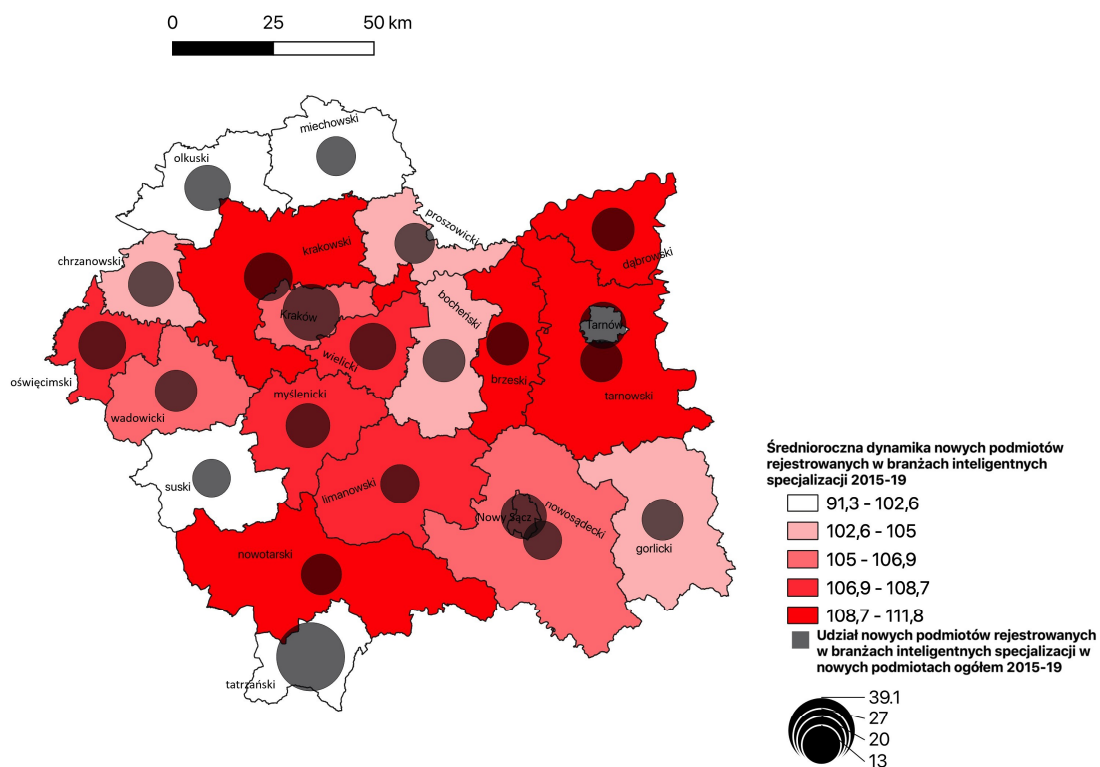 0 25 50 km
miechowski
olkuski
proszowicki
krakowski
dąbrowski
chrzanowski
bocheński
Kraków
Tarnów
wielicki
oświęcimski
brzeski
myślenicki
tarnowski
wadowicki
suski
limanowski
Nowy Sącz
nowosądecki
gorlicki
nowotarski
tatrzański
Średnioroczna dynamika nowych podmiotów
rejestrowanych w branżach inteligentnych
specjalizacji 2015-19
91,3 - 102,6
102,6 - 105
105 - 106,9
106,9 - 108,7
108,7 - 111,8
Udział nowych podmiotów rejestrowanych
w branżach inteligentnych specjalizacji w
nowych podmiotach ogółem 2015-19
39.1
27
20
13